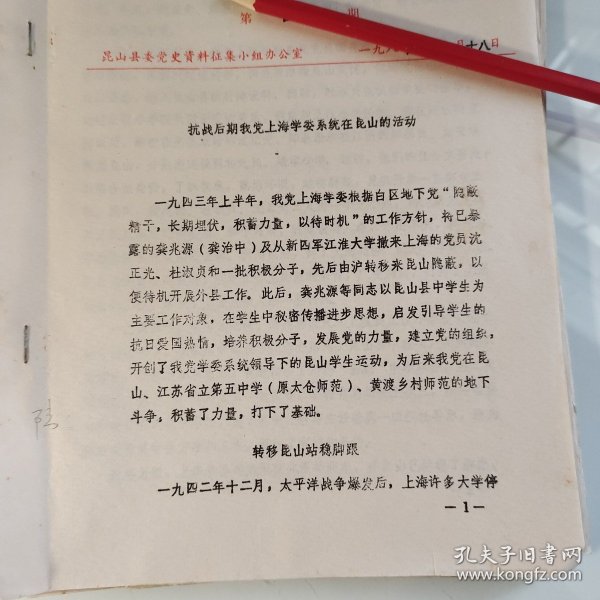 第 期
昆山县委党史资料征集小组办公室 一九八 月十八日
抗战后期我党上海学委系统在昆山的活动
一九四三年上半年，我党上海学委根据白区地下党“隐蔽
精干，长期埋伏，积蓄力量，以待时机”的工作方针，将已暴
露的龚兆源（龚治中）及从新四军江淮大学撤来上海的党员沈
正光、杜淑贞和一批积极分子，先后由沪转移来昆山隐蔽，以
便待机开展外县工作。此后，龚兆源等同志以昆山县中学生为
主要工作对象，在学生中秘密传播进步思想，启发引导学生的
抗日爱国热情，培养积极分子，发展党的力量，建立党的组织，
开创了我党学委系统领导下的昆山学生运动，为后来我党在昆
山、江苏省立第五中学（原太仓师范）、黄渡乡村师范的地下
斗争，积蓄了力量，打下了基础。
转移昆山站稳脚跟
一九四二年十二月，太平洋战争爆发后，上海许多大学停
—1—
孔夫子旧书网
www.kongfz.com